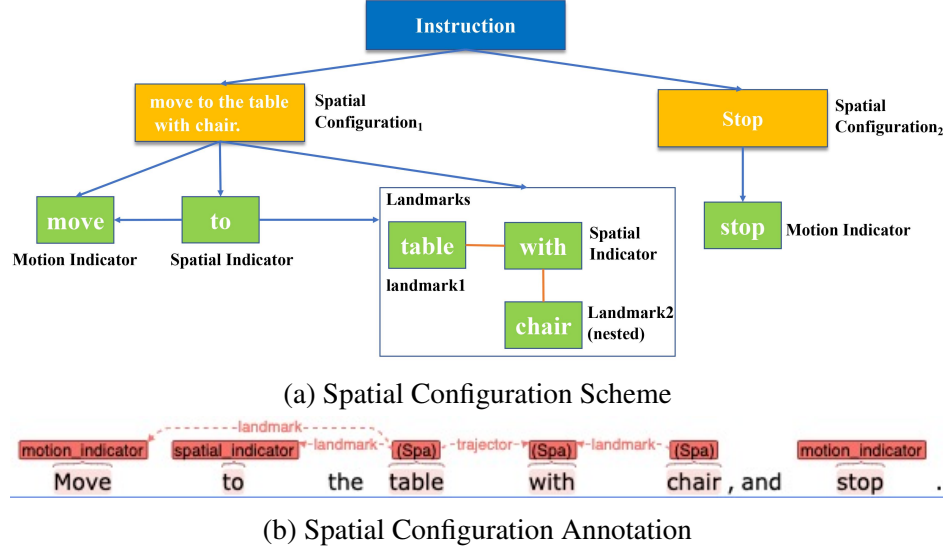 Instruction
move to the table
with chair.
Spatial
Configuration₁
Stop
Spatial
Configuration₂
move
Motion Indicator
to
Spatial Indicator
Landmarks
table
landmark1
with
Spatial
Indicator
chair
Landmark2
(nested)
stop
Motion Indicator
(a) Spatial Configuration Scheme
landmark
motion_indicator spatial_indicator landmark (Spa) trajector (Spa) landmark (Spa) motion_indicator
Move to the table with chair , and stop .
(b) Spatial Configuration Annotation